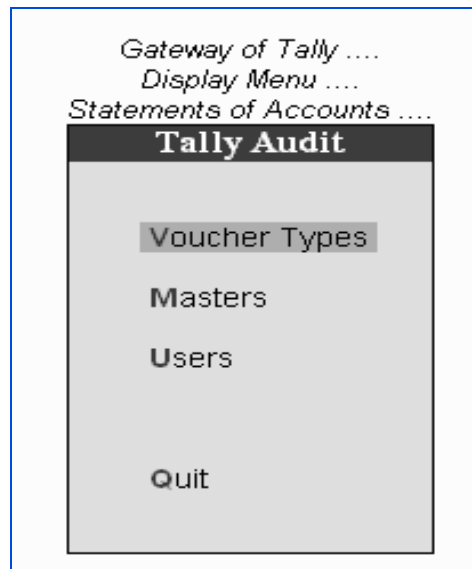 Gateway of Tally ....
Display Menu ....
Statements of Accounts ....
Tally Audit
Voucher Types
Masters
Users
Quit